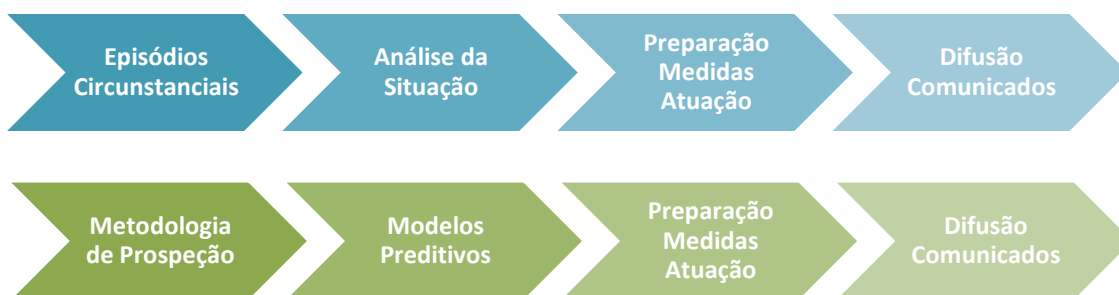 Episódios
Circunstanciais
Análise da
Situação
Preparação
Medidas
Atuação
Difusão
Comunicados
Metodologia
de Prospeção
Modelos
Preditivos
Preparação
Medidas
Atuação
Difusão
Comunicados